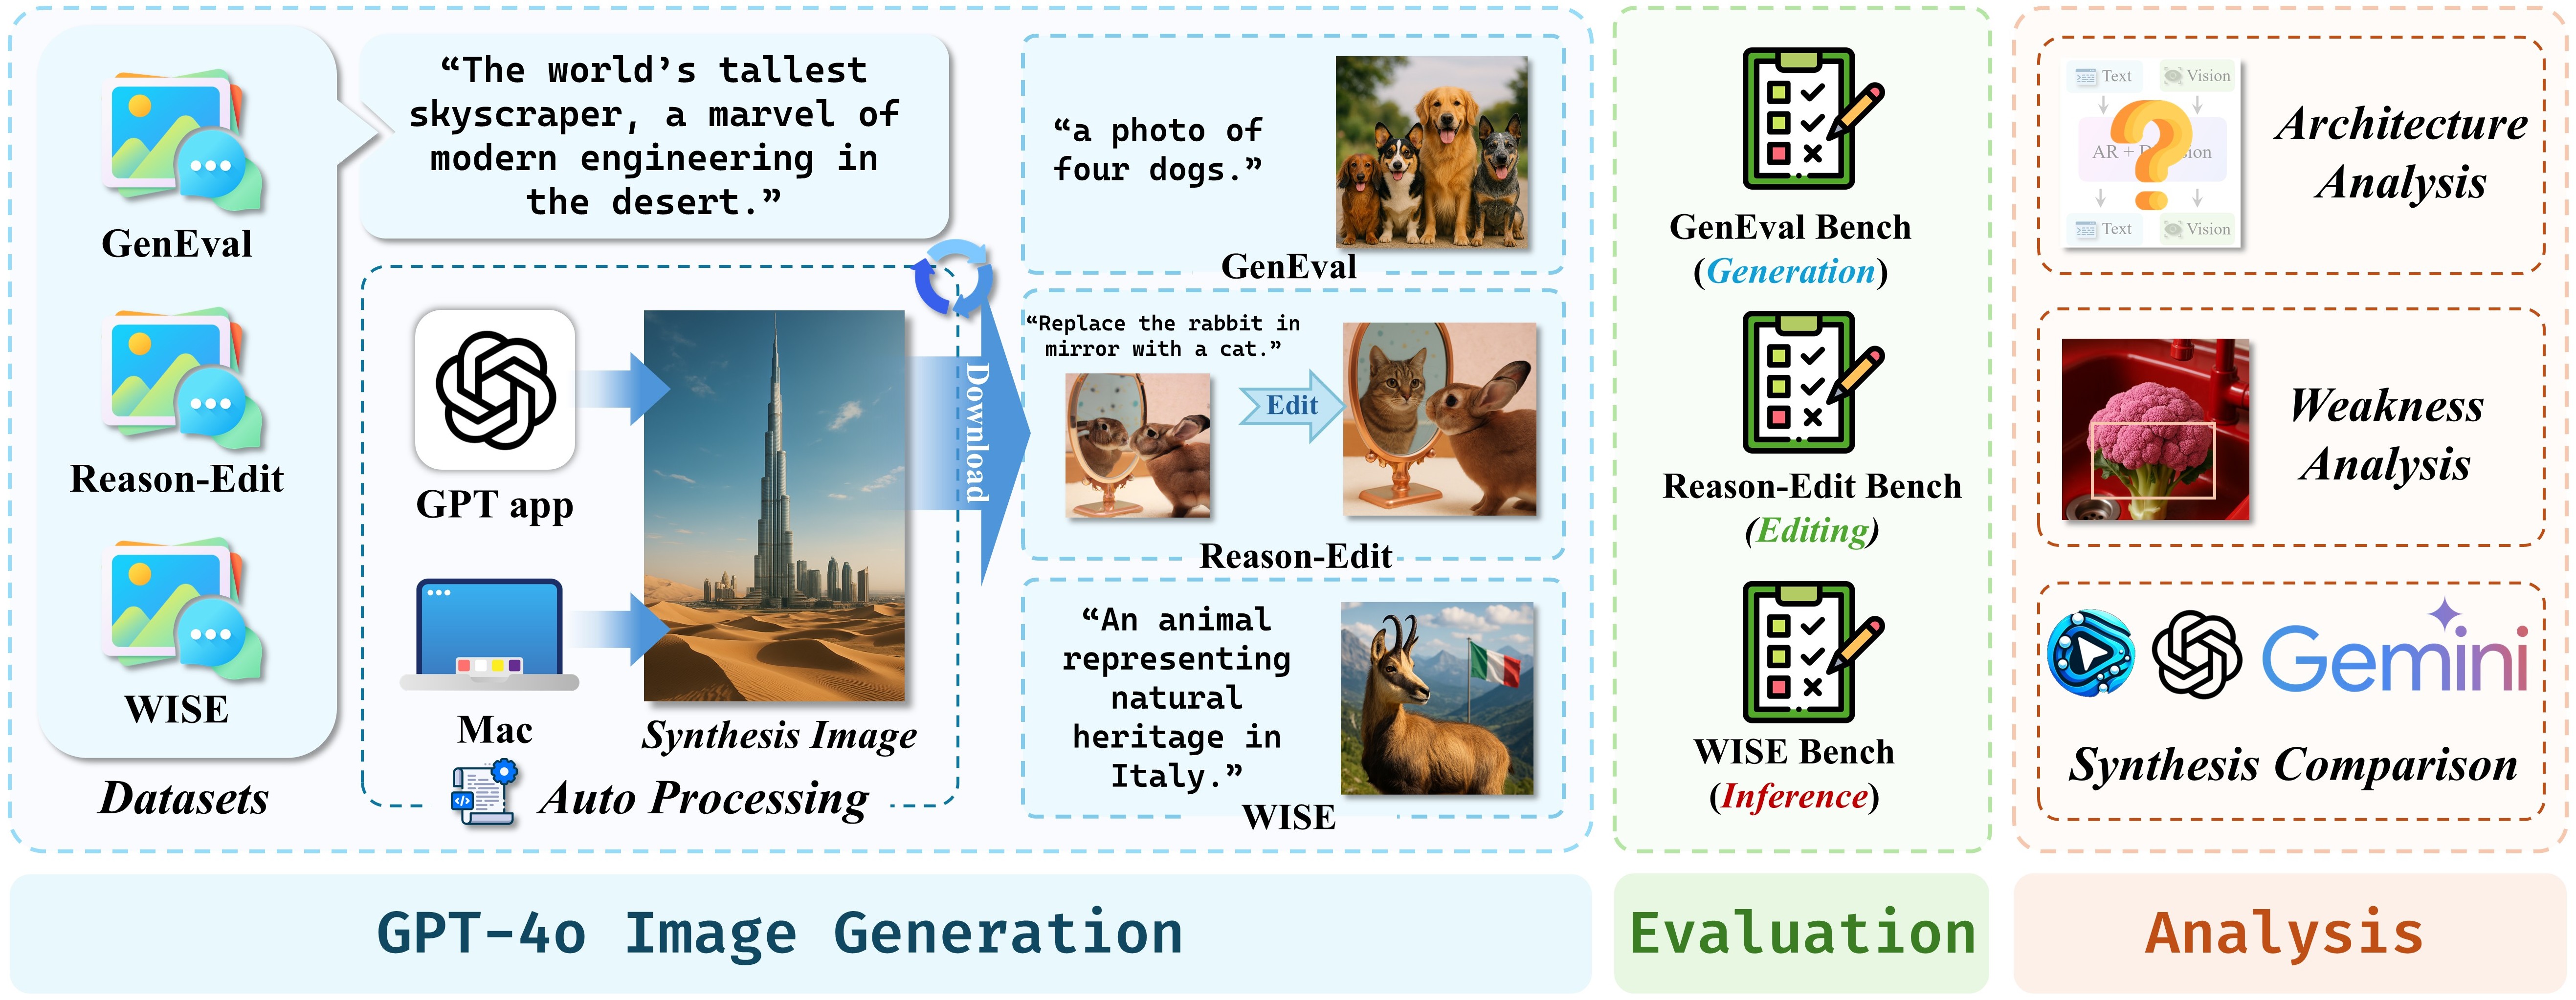 GenEval
Reason-Edit
WISE
Datasets
“The world’s tallest
skyscraper, a marvel of
modern engineering in
the desert.”
GPT app
Mac
Synthesis Image
Auto Processing
Download
“a photo of
four dogs.”
GenEval
“Replace the rabbit in
mirror with a cat.”
Edit
Reason-Edit
“An animal
representing
natural
heritage in
Italy.”
WISE
GenEval Bench
(Generation)
Reason-Edit Bench
(Editing)
WISE Bench
(Inference)
Text
Vision
AR +
Text
Vision
Architecture
Analysis
Weakness
Analysis
Gemini
Synthesis Comparison
GPT-4o Image Generation
Evaluation
Analysis